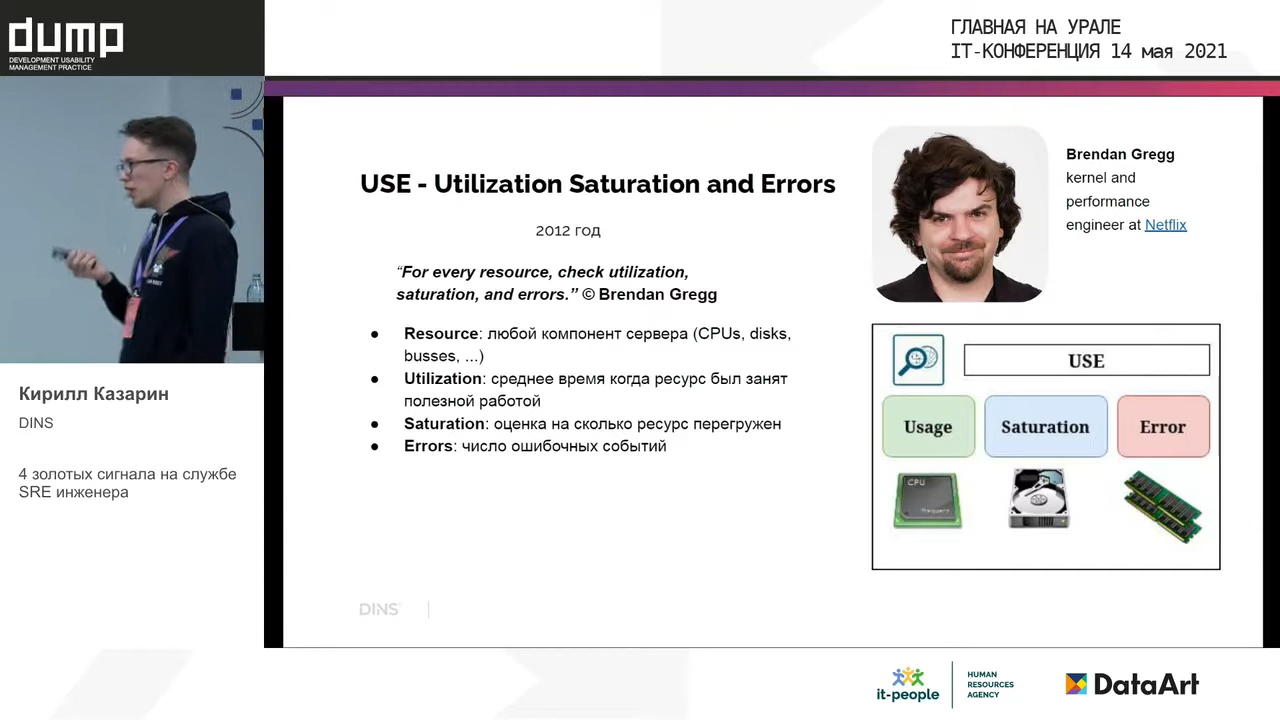 dump
DEVELOPMENT USABILITY
MANAGEMENT PRACTICE
ГЛАВНАЯ НА УРАЛЕ
IT-КОНФЕРЕНЦИЯ 14 мая 2021
Кирилл Казарин
DINS
4 золотых сигнала на службе
SRE инженера
USE - Utilization Saturation and Errors
2012 год
“For every resource, check utilization,
saturation, and errors.” © Brendan Gregg
● Resource: любой компонент сервера (CPUs, disks,
busses, ...)
● Utilization: среднее время когда ресурс был занят
полезной работой
● Saturation: оценка на сколько ресурс перегружен
● Errors: число ошибочных событий
Brendan Gregg
kernel and
performance
engineer at Netflix
USE
Usage
Saturation
Error
CPU
DINS
it-people
HUMAN
RESOURCES
AGENCY
DataArt